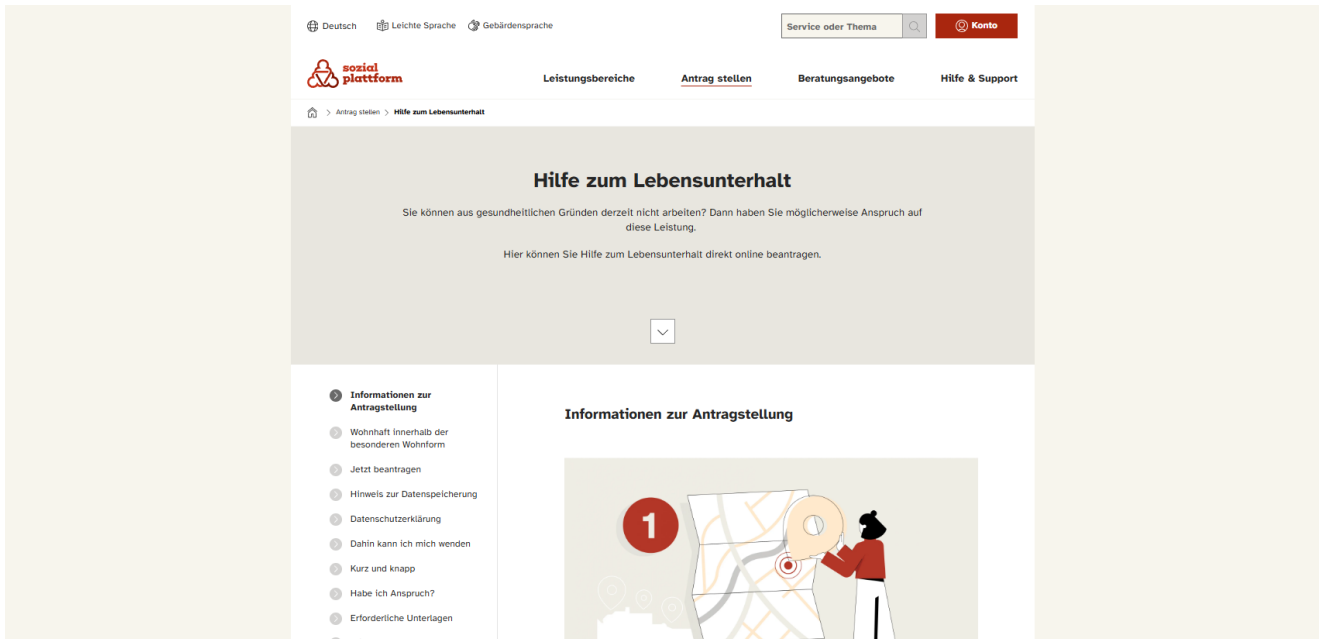 Deutsch
Leichte Sprache
Gebärdensprache
Service oder Thema
Konto
sozial
plattform
Leistungsbereiche
Antrag stellen
Beratungsangebote
Hilfe & Support
Antrag stellen
Hilfe zum Lebensunterhalt
Hilfe zum Lebensunterhalt
Sie können aus gesundheitlichen Gründen derzeit nicht arbeiten? Dann haben Sie möglicherweise Anspruch auf
diese Leistung.
Hier können Sie Hilfe zum Lebensunterhalt direkt online beantragen.
Informationen zur
Antragstellung
Wohnhaft innerhalb der
besonderen Wohnform
Jetzt beantragen
Hinweis zur Datenspeicherung
Datenschutzerklärung
Dahin kann ich mich wenden
Kurz und knapp
Habe ich Anspruch?
Erforderliche Unterlagen
Informationen zur Antragstellung
1